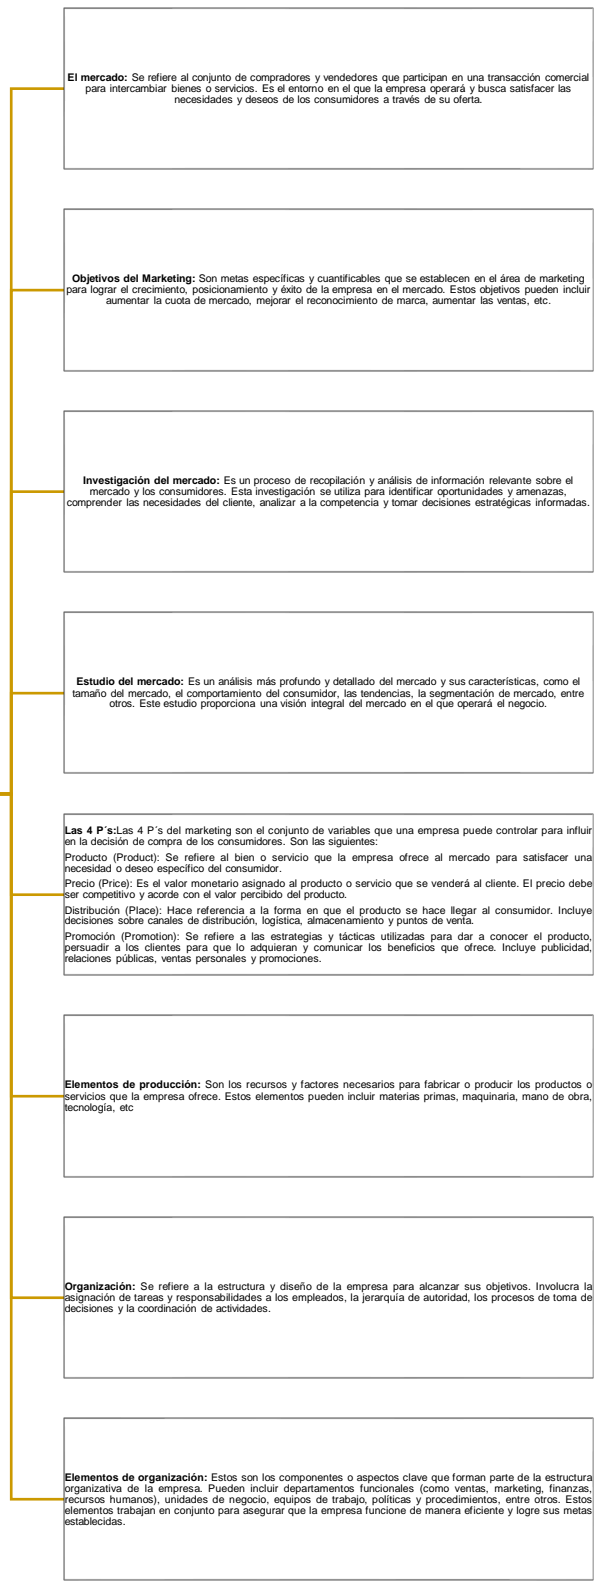 El mercado: Se refiere al conjunto de compradores y vendedores que participan en una transacción comercial
para intercambiar bienes o servicios. Es el entorno en el que la empresa operará y busca satisfacer las
necesidades y deseos de los consumidores a través de su oferta.
Objetivos del Marketing: Son metas específicas y cuantificables que se establecen en el área de marketing
para lograr el crecimiento, posicionamiento y éxito de la empresa en el mercado. Estos objetivos pueden incluir
aumentar la cuota de mercado, mejorar el reconocimiento de marca, aumentar las ventas, etc.
Investigación del mercado: Es un proceso de recopilación y análisis de información relevante sobre el
mercado y los consumidores. Esta investigación se utiliza para identificar oportunidades y amenazas,
comprender las necesidades del cliente, analizar a la competencia y tomar decisiones estratégicas informadas.
Estudio del mercado: Es un análisis más profundo y detallado del mercado y sus características, como el
tamaño del mercado, el comportamiento del consumidor, las tendencias, la segmentación de mercado, entre
otros. Este estudio proporciona una visión integral del mercado en el que operará el negocio.
Las 4 P´s:Las 4 P´s del marketing son el conjunto de variables que una empresa puede controlar para influir
en la decisión de compra de los consumidores. Son las siguientes:
Producto (Product): Se refiere al bien o servicio que la empresa ofrece al mercado para satisfacer una
necesidad o deseo específico del consumidor.
Precio (Price): Es el valor monetario asignado al producto o servicio que se venderá al cliente. El precio debe
ser competitivo y acorde con el valor percibido del producto.
Distribución (Place): Hace referencia a la forma en que el producto se hace llegar al consumidor. Incluye
decisiones sobre canales de distribución, logística, almacenamiento y puntos de venta.
Promoción (Promotion): Se refiere a las estrategias y tácticas utilizadas para dar a conocer el producto,
persuadir a los clientes para que lo adquieran y comunicar los beneficios que ofrece. Incluye publicidad,
relaciones públicas, ventas personales y promociones.
Elementos de producción: Son los recursos y factores necesarios para fabricar o producir los productos o
servicios que la empresa ofrece. Estos elementos pueden incluir materias primas, maquinaria, mano de obra,
tecnología, etc
Organización: Se refiere a la estructura y diseño de la empresa para alcanzar sus objetivos. Involucra la
asignación de tareas y responsabilidades a los empleados, la jerarquía de autoridad, los procesos de toma de
decisiones y la coordinación de actividades.
Elementos de organización: Estos son los componentes o aspectos clave que forman parte de la estructura
organizativa de la empresa. Pueden incluir departamentos funcionales (como ventas, marketing, finanzas,
recursos humanos), unidades de negocio, equipos de trabajo, políticas y procedimientos, entre otros. Estos
elementos trabajan en conjunto para asegurar que la empresa funcione de manera eficiente y logre sus metas
establecidas.